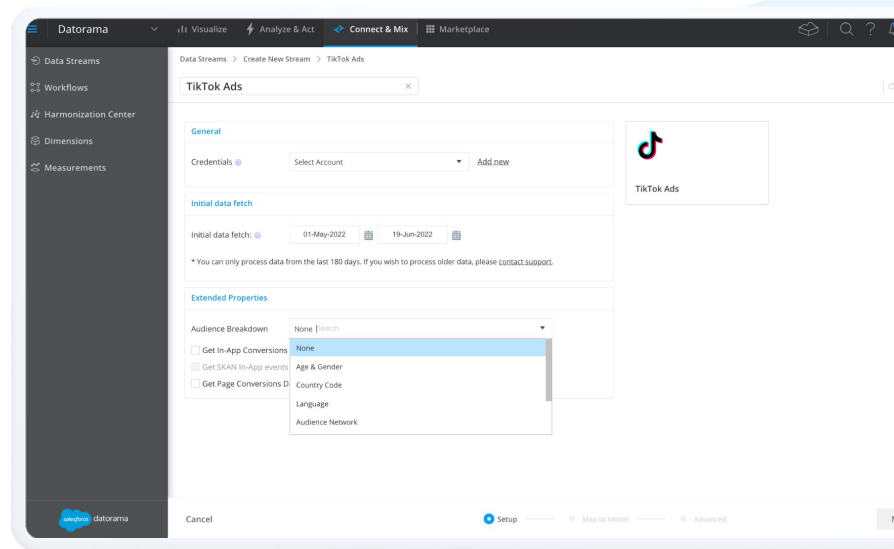 Datorama
Visualize
Analyze & Act
Connect & Mix
Marketplace
Data Streams
Workflows
Harmonization Center
Dimensions
Measurements
Data Streams > Create New Stream > TikTok Ads
TikTok Ads
General
Credentials
Select Account
Add new
TikTok Ads
Initial data fetch
Initial data fetch:
01-May-2022
19-Jun-2022
* You can only process data from the last 180 days. If you wish to process older data, please contact support.
Extended Properties
Audience Breakdown
None Search
None
Get In-App Conversions
Age & Gender
Get SKAN In-App events
Country Code
Get Page Conversions D
Language
Audience Network
salesforce datorama
Cancel
Setup
Map to Model
Advanced